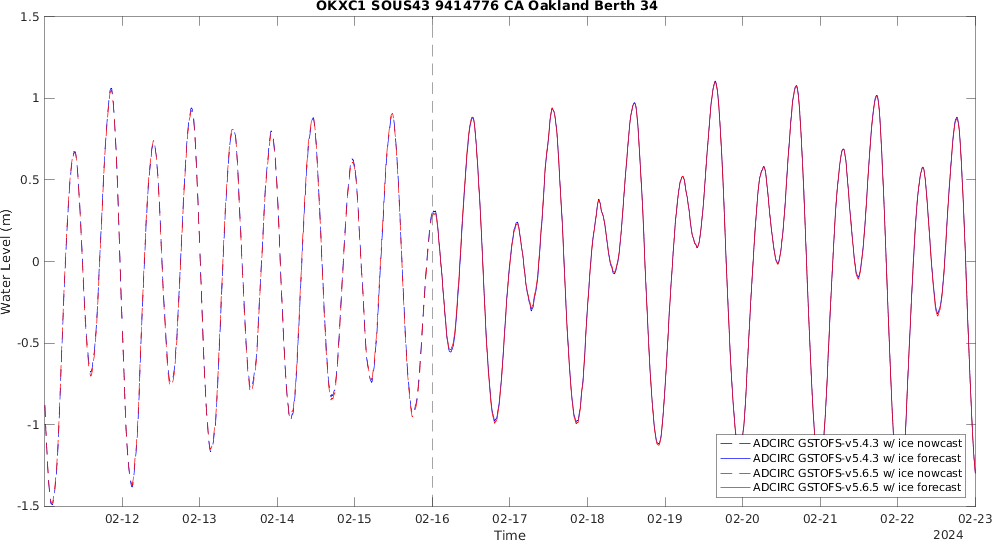 OKXC1 SOUS43 9414776 CA Oakland Berth 34
1.5
1
0.5
0
-0.5
-1
-1.5
Water Level (m)
02-12 02-13 02-14 02-15 02-16 02-17 02-18 02-19 02-20 02-21 02-22 02-23
Time
2024
ADCIRC GSTOFS-v5.4.3 w/ ice nowcast
ADCIRC GSTOFS-v5.4.3 w/ ice forecast
ADCIRC GSTOFS-v5.6.5 w/ ice nowcast
ADCIRC GSTOFS-v5.6.5 w/ ice forecast